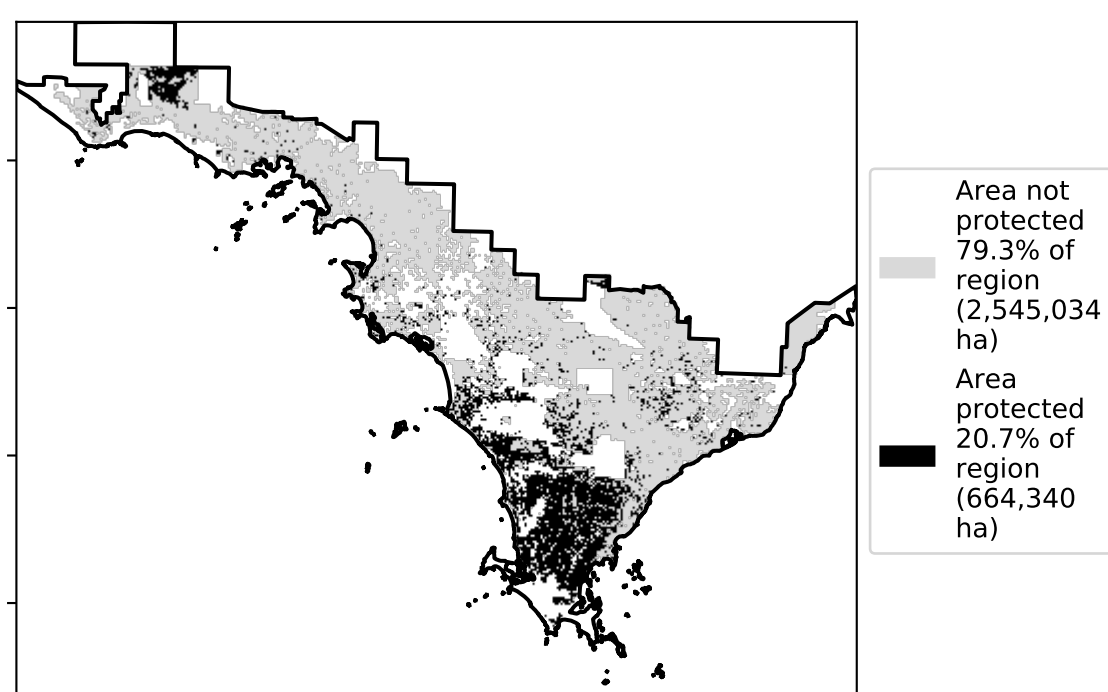 Area not
protected
79.3% of
region
(2,545,034
ha)
Area
protected
20.7% of
region
(664,340
ha)